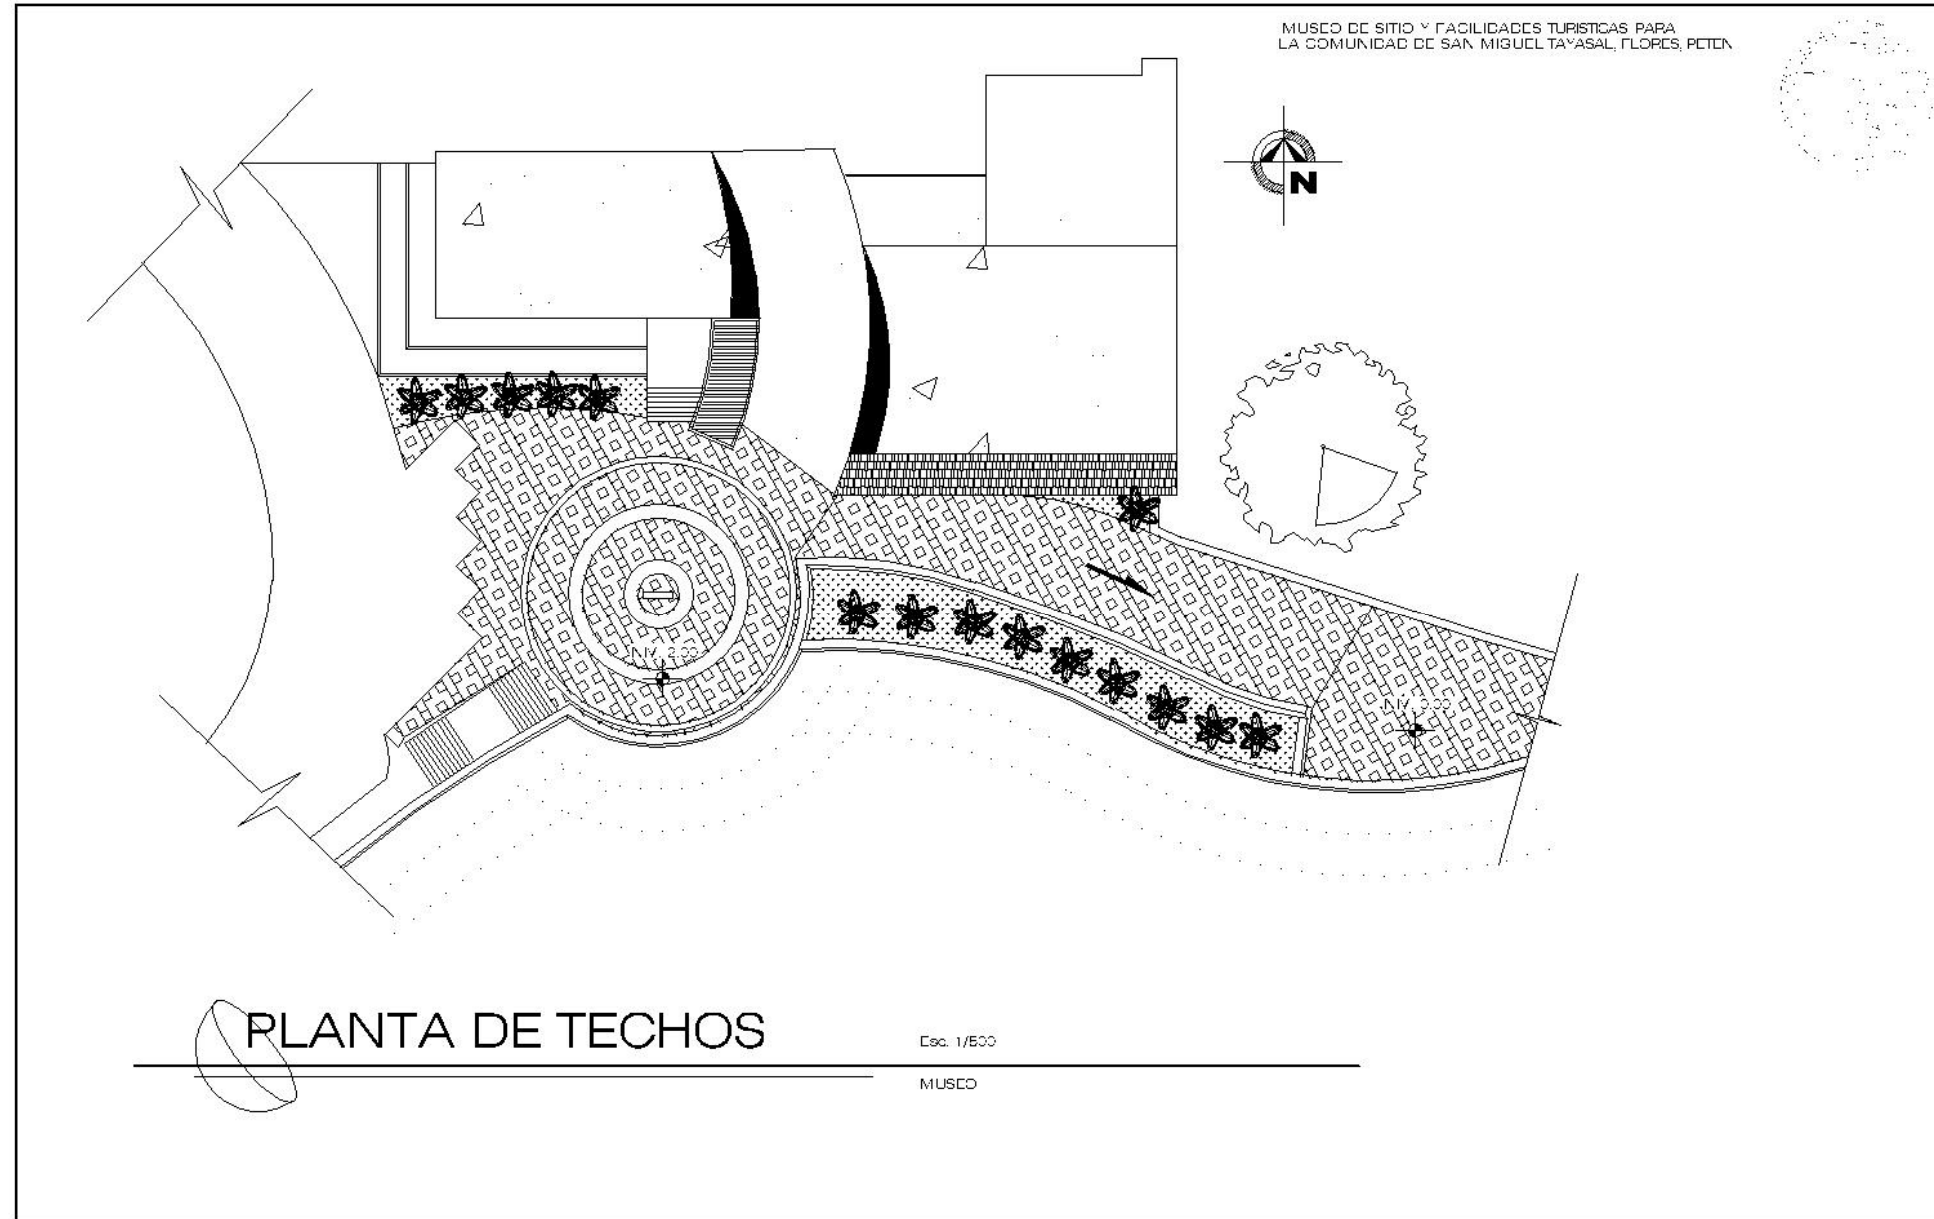 MUSEO DE SITIO Y FACILIDADES TURISTICAS PARA
LA COMUNIDAD DE SAN MIGUEL TAYASAL, FLORES, PETEN
N
PLANTA DE TECHOS
Esc. 1/500
MUSEO